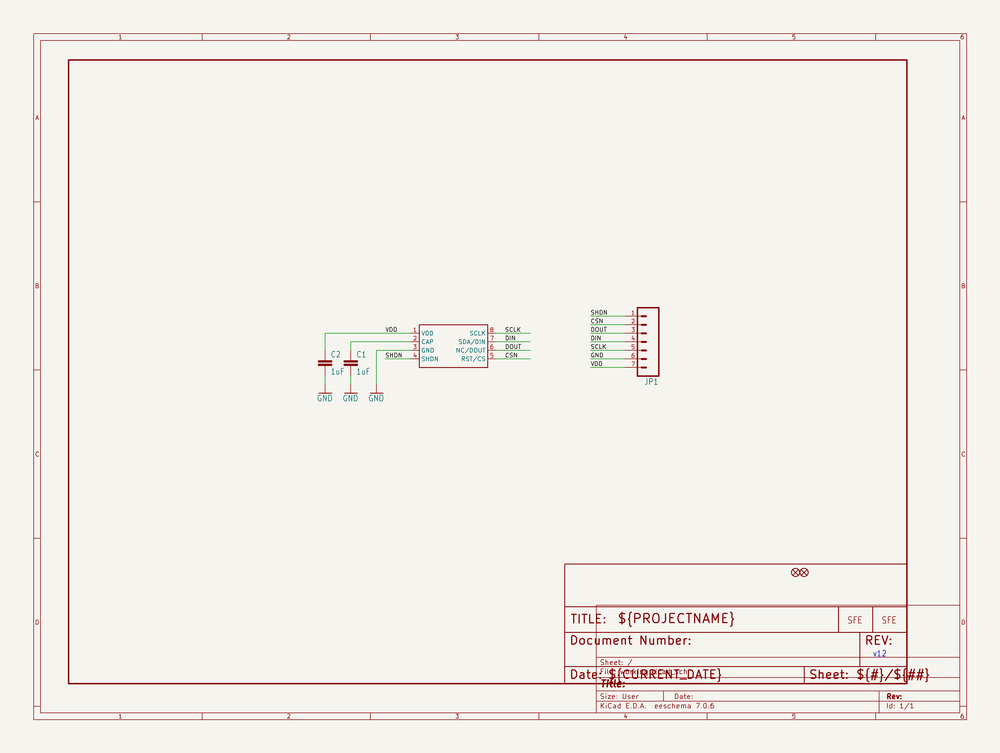 1 2 3 4 5 6
A A
SHDN 1
CSN 2
B B
DOUT 3
DIN 4
SCLK 5
GND 6
VDD 7
JP1
VDD 1 VDD SCLK 8 SCLK
2 CAP SDA/DIN 7 DIN
3 GND NC/DOUT 6 DOUT
SHDN 4 SHDN RST/CS 5 CSN
C2 C1
1uF 1uF
GND GND GND
C C
D D
TITLE: ${PROJECTNAME} SFE SFE
Document Number: REV:
v12
Sheet: /
Date: ${CURRENT_DATE} Sheet: ${#}/${##}
Title:
Size: User Date: Rev:
KiCad E.D.A. eeschema 7.0.6 Id: 1/1
1 2 3 4 5 6